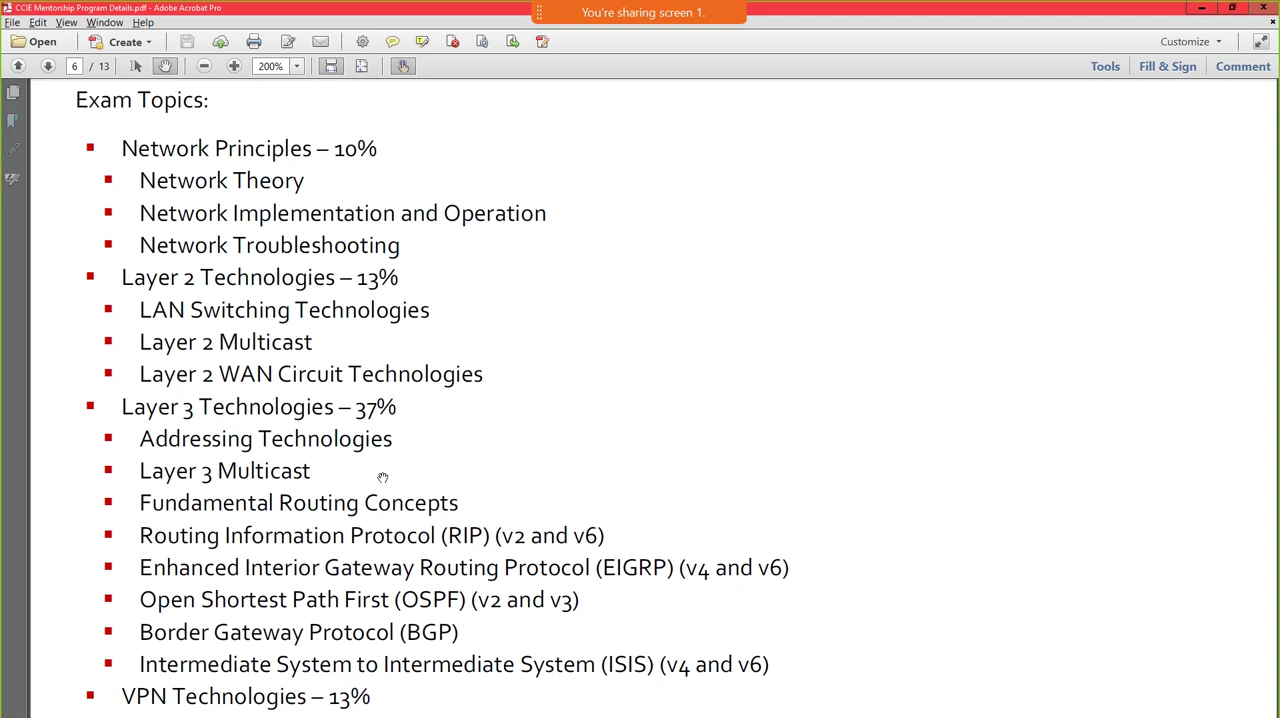 CCIE Mentorship Program Details.pdf - Adobe Acrobat Pro
You're sharing screen 1.
File Edit View Window Help
Open Create Customize
6 / 13 200% Tools Fill & Sign Comment
Exam Topics:
Network Principles – 10%
Network Theory
Network Implementation and Operation
Network Troubleshooting
Layer 2 Technologies – 13%
LAN Switching Technologies
Layer 2 Multicast
Layer 2 WAN Circuit Technologies
Layer 3 Technologies – 37%
Addressing Technologies
Layer 3 Multicast
Fundamental Routing Concepts
Routing Information Protocol (RIP) (v2 and v6)
Enhanced Interior Gateway Routing Protocol (EIGRP) (v4 and v6)
Open Shortest Path First (OSPF) (v2 and v3)
Border Gateway Protocol (BGP)
Intermediate System to Intermediate System (ISIS) (v4 and v6)
VPN Technologies – 13%